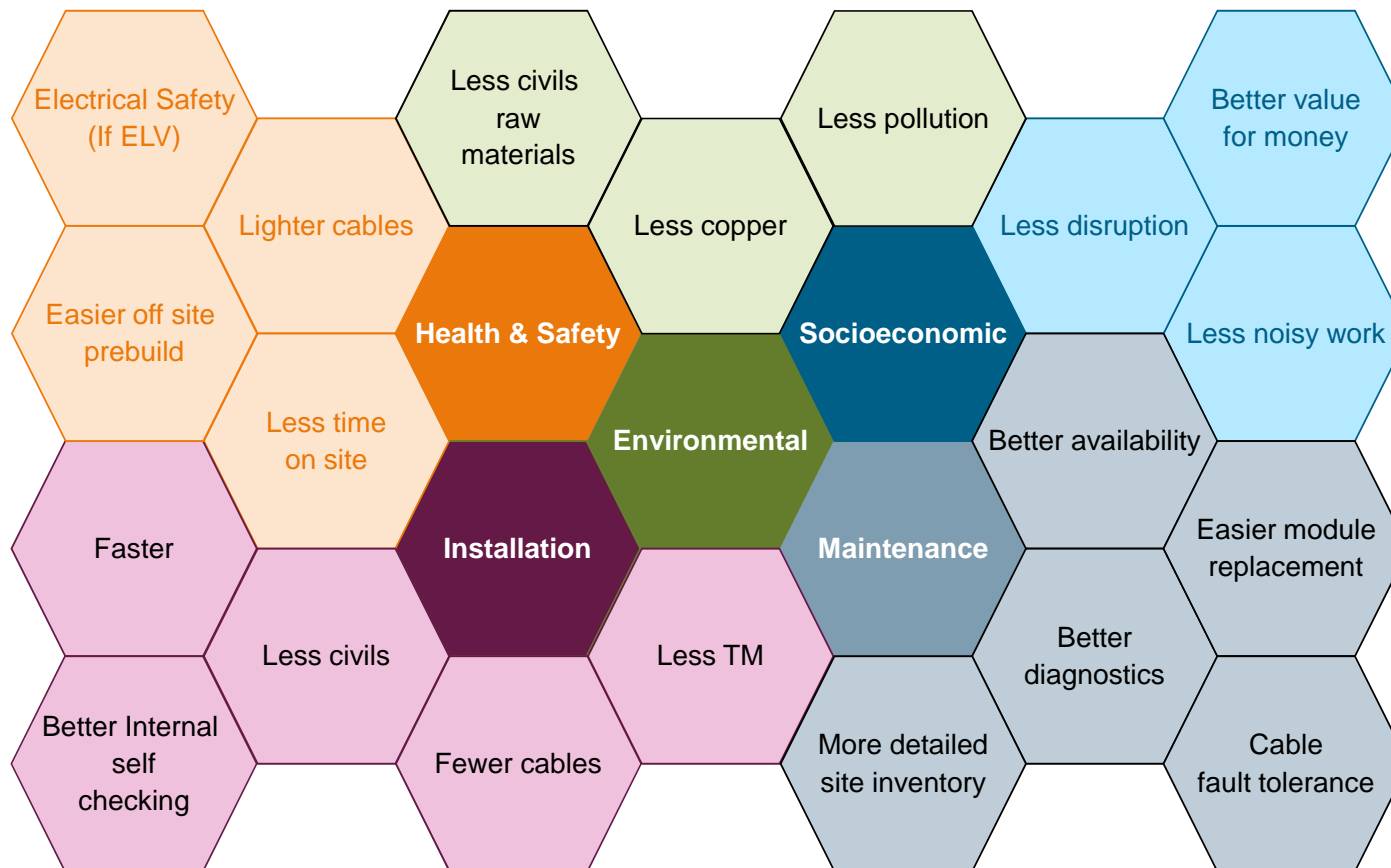 Electrical Safety
(If ELV)
Less civils
raw
materials
Less pollution
Better value
for money
Lighter cables
Less copper
Less disruption
Easier off site
prebuild
Health & Safety
Socioeconomic
Less noisy work
Less time
on site
Environmental
Better availability
Faster
Installation
Maintenance
Easier module
replacement
Less civils
Less TM
Better
diagnostics
Better Internal
self
checking
Fewer cables
More detailed
site inventory
Cable
fault tolerance